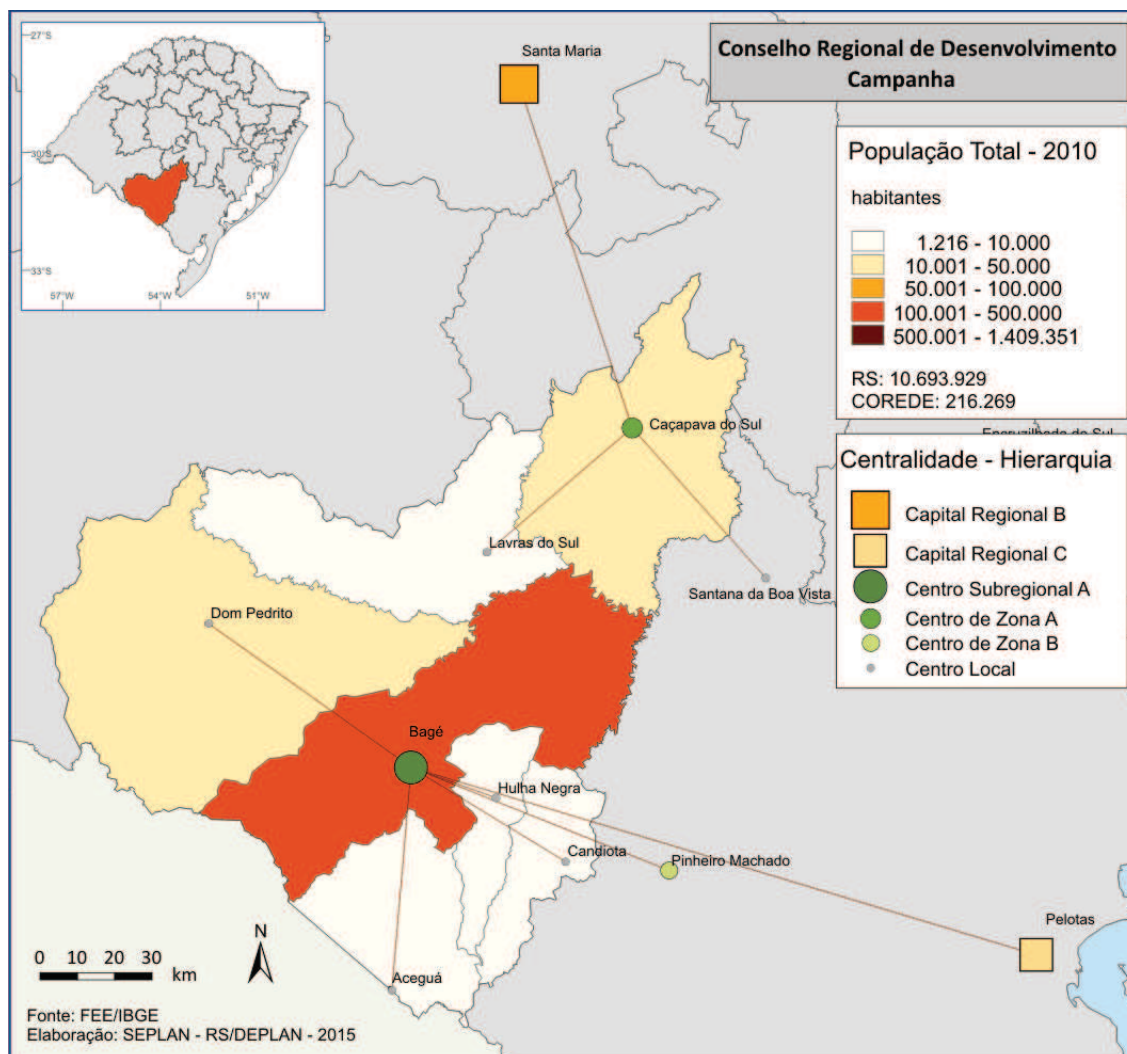 Conselho Regional de Desenvolvimento
Campanha
27°S
30°S
33°S
57°W
54°W
51°W
Santa Maria
População Total - 2010
habitantes
1.216 - 10.000
10.001 - 50.000
50.001 - 100.000
100.001 - 500.000
500.001 - 1.409.351
RS: 10.693.929
COREDE: 216.269
Caçapava do Sul
Centralidade - Hierarquia
Capital Regional B
Capital Regional C
Centro Subregional A
Centro de Zona A
Centro de Zona B
Centro Local
Lavras do Sul
Santana da Boa Vista
Dom Pedrito
Bagé
Hulha Negra
Candiota
Pinheiro Machado
Pelotas
Aceguá
N
0 10 20 30
km
Fonte: FEE/IBGE
Elaboração: SEPLAN - RS/DEPLAN - 2015